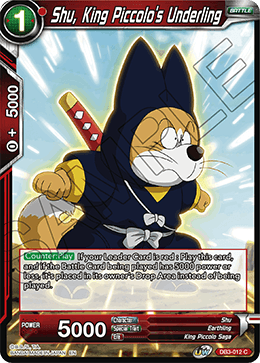 1
Shu, King Piccolo's Underling
BATTLE
+ 5000
Counter:Play If your Leader Card is red : Play this card,
and if the Battle Card being played has 5000 power or
less, it's placed in its owner's Drop Area instead of being
played.
POWER
5000
Character
Shu
Special Trait
Earthling
Era
King Piccolo Saga
DB3-012 C